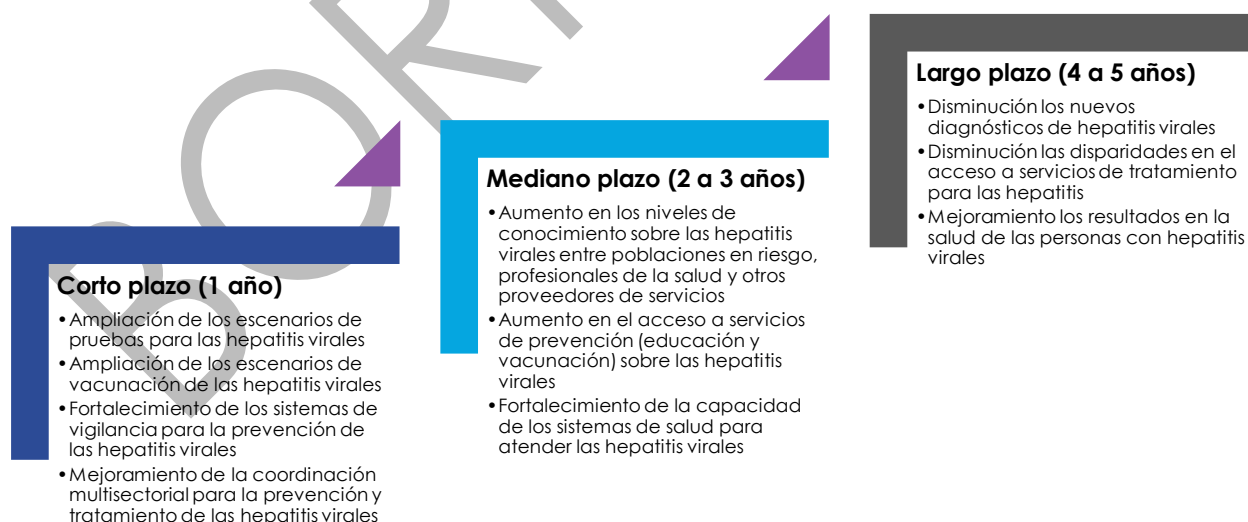 Corto plazo (1 año)
•Ampliación de los escenarios de
pruebas para las hepatitis virales
•Ampliación de los escenarios de
vacunación de las hepatitis virales
•Fortalecimiento de los sistemas de
vigilancia para la prevención de
las hepatitis virales
•Mejoramiento de la coordinación
multisectorial para la prevención y
tratamiento de las hepatitis virales
Mediano plazo (2 a 3 años)
•Aumento en los niveles de
conocimiento sobre las hepatitis
virales entre poblaciones en riesgo,
profesionales de la salud y otros
proveedores de servicios
•Aumento en el acceso a servicios
de prevención (educación y
vacunación) sobre las hepatitis
virales
•Fortalecimiento de la capacidad
de los sistemas de salud para
atender las hepatitis virales
Largo plazo (4 a 5 años)
•Disminución los nuevos
diagnósticos de hepatitis virales
•Disminución las disparidades en el
acceso a servicios de tratamiento
para las hepatitis
•Mejoramiento los resultados en la
salud de las personas con hepatitis
virales